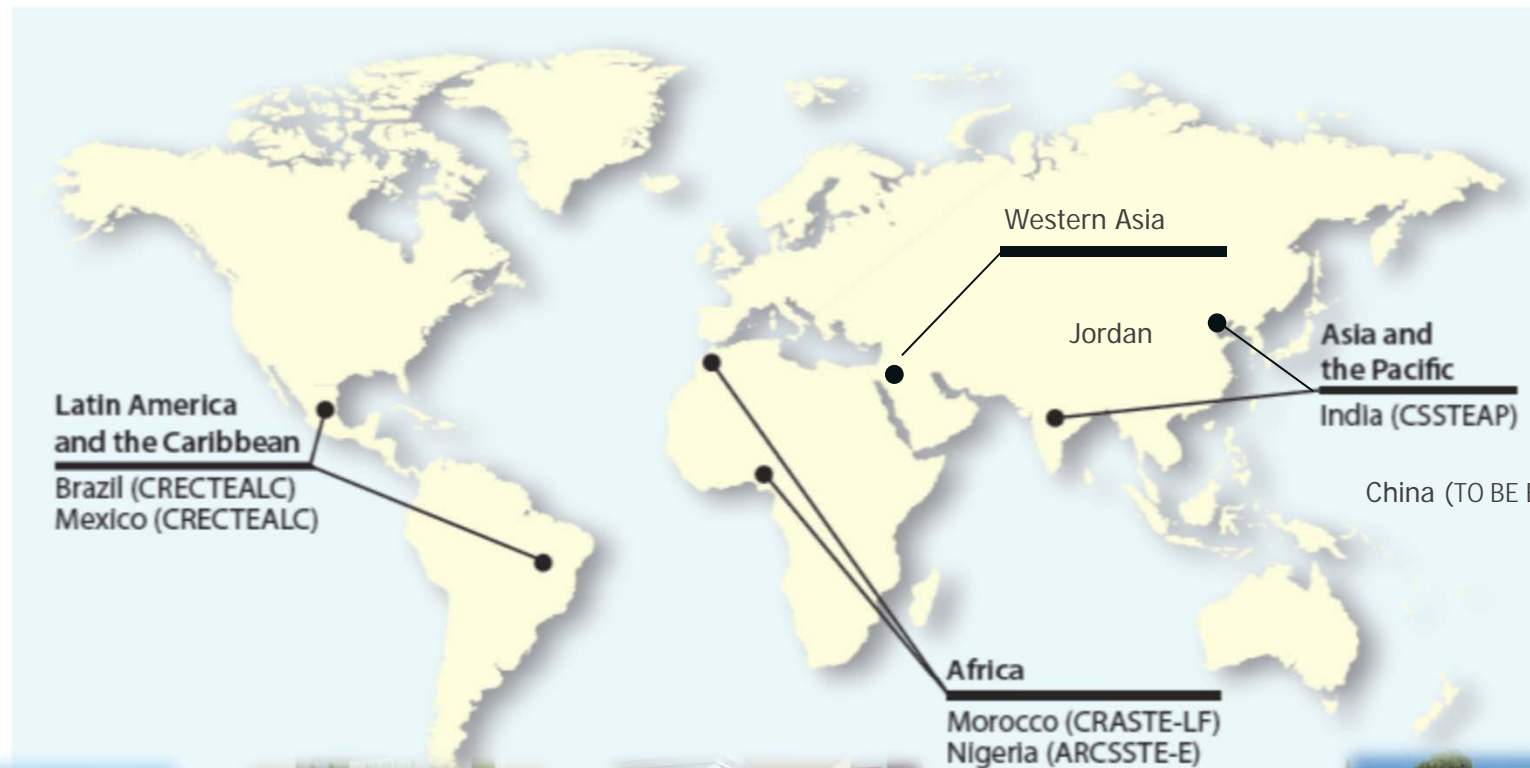 Western Asia
Jordan
Asia and
the Pacific
India (CSSTEAP)
China (TO BE
Latin America
and the Caribbean
Brazil (CRECTEALC)
Mexico (CRECTEALC)
Africa
Morocco (CRASTE-LF)
Nigeria (ARCSSTE-E)